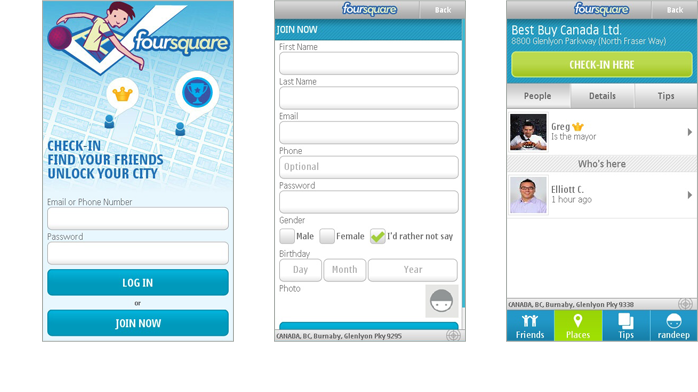 foursquare
CHECK-IN
FIND YOUR FRIENDS
UNLOCK YOUR CITY
Email or Phone Number
Password
LOG IN
or
JOIN NOW
foursquare Back
JOIN NOW
First Name
Last Name
Email
Phone
Optional
Password
Gender
Male Female I'd rather not say
Birthday
Day Month Year
Photo
CANADA, BC, Burnaby, Glenlyon Pky 9295
foursquare Back
Best Buy Canada Ltd.
8800 Glenlyon Parkway (North Fraser Way)
CHECK-IN HERE
People Details Tips
Greg
Is the mayor
Who's here
Elliott C.
1 hour ago
CANADA, BC, Burnaby, Glenlyon Pky 9338
Friends Places Tips randeep